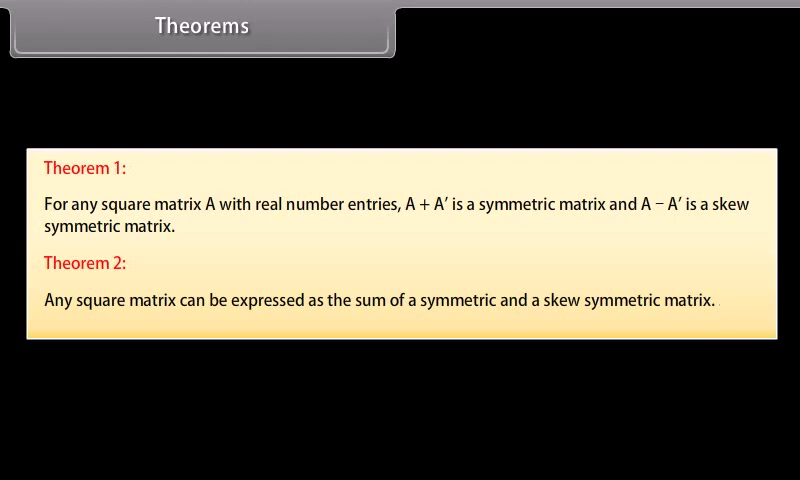 Theorems
Theorem 1:
For any square matrix A with real number entries, A + A′ is a symmetric matrix and A – A′ is a skew
symmetric matrix.
Theorem 2:
Any square matrix can be expressed as the sum of a symmetric and a skew symmetric matrix.